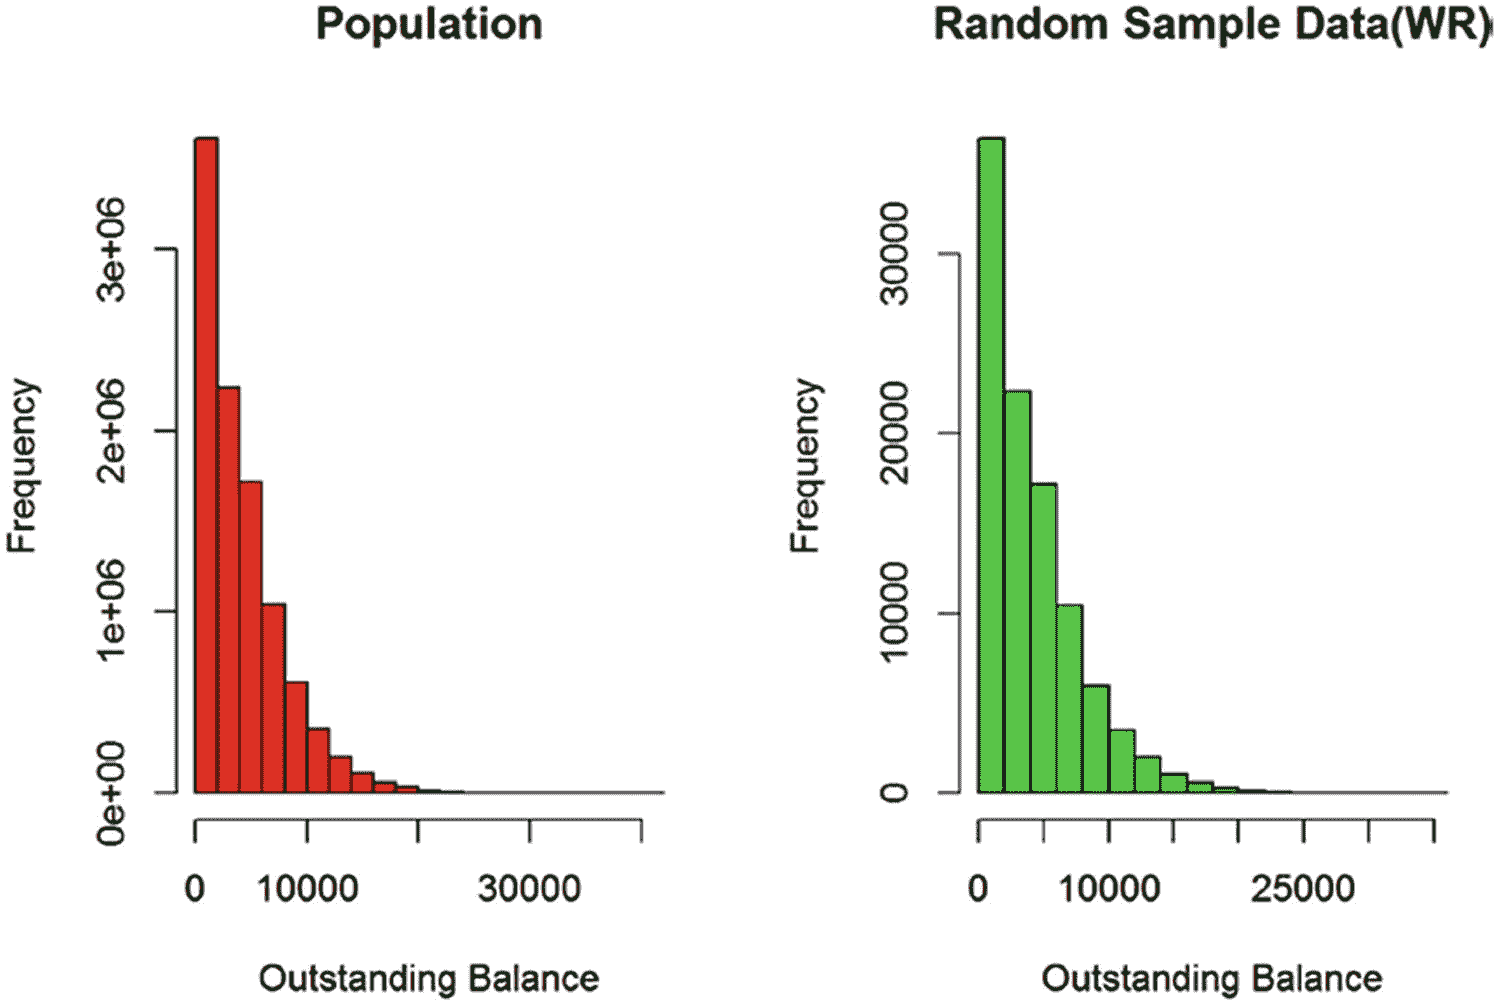 Population
Frequency
0e+00 1e+06 2e+06 3e+06
0 10000 30000
Outstanding Balance
Random Sample Data(WR)
Frequency
0 10000 20000 30000
0 10000 25000
Outstanding Balance